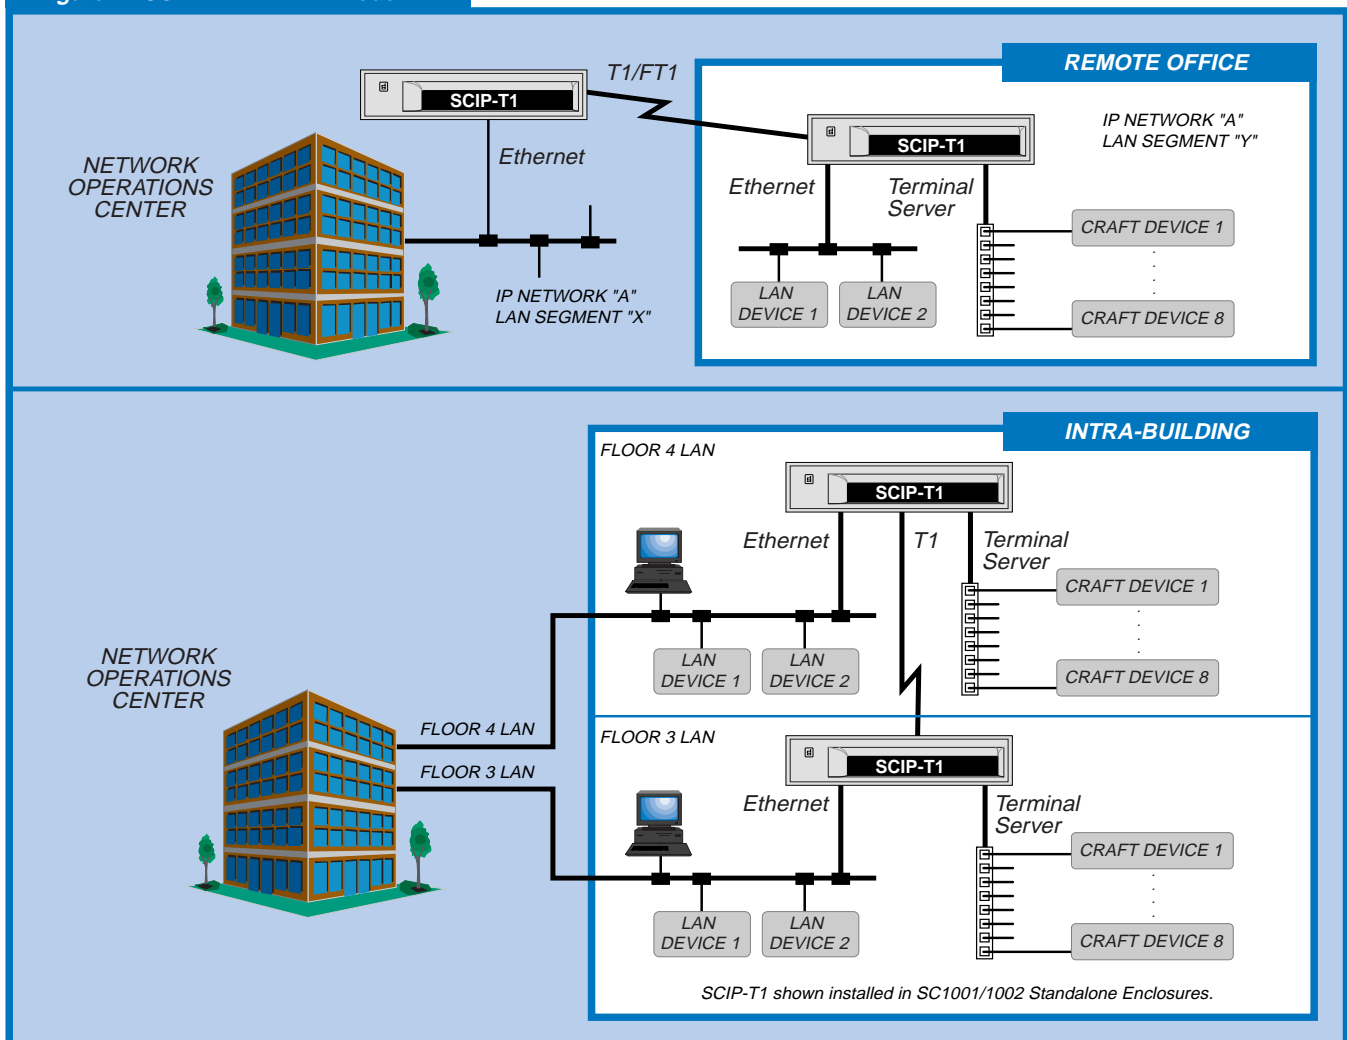 REMOTE OFFICE
T1/FT1
SCIP-T1
IP NETWORK "A"
LAN SEGMENT "Y"
SCIP-T1
Ethernet
NETWORK
OPERATIONS
CENTER
Ethernet
Terminal
Server
CRAFT DEVICE 1
LAN
DEVICE 1
LAN
DEVICE 2
IP NETWORK "A"
LAN SEGMENT "X"
CRAFT DEVICE 8
INTRA-BUILDING
FLOOR 4 LAN
SCIP-T1
Ethernet
T1
Terminal
Server
CRAFT DEVICE 1
LAN
DEVICE 1
LAN
DEVICE 2
CRAFT DEVICE 8
NETWORK
OPERATIONS
CENTER
FLOOR 4 LAN
FLOOR 3 LAN
FLOOR 3 LAN
SCIP-T1
Ethernet
Terminal
Server
CRAFT DEVICE 1
LAN
DEVICE 1
LAN
DEVICE 2
CRAFT DEVICE 8
SCIP-T1 shown installed in SC1001/1002 Standalone Enclosures.